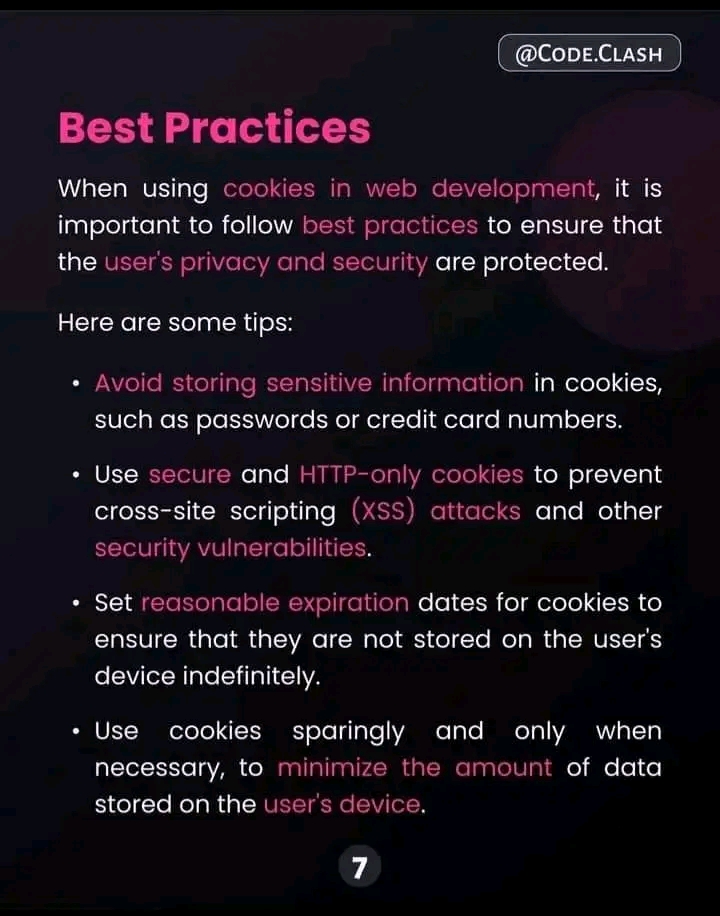 @CODE.CLASH
Best Practices
When using cookies in web development, it is
important to follow best practices to ensure that
the user's privacy and security are protected.
Here are some tips:
• Avoid storing sensitive information in cookies,
such as passwords or credit card numbers.
• Use secure and HTTP-only cookies to prevent
cross-site scripting (XSS) attacks and other
security vulnerabilities.
• Set reasonable expiration dates for cookies to
ensure that they are not stored on the user's
device indefinitely.
• Use cookies sparingly and only when
necessary, to minimize the amount of data
stored on the user's device.
7